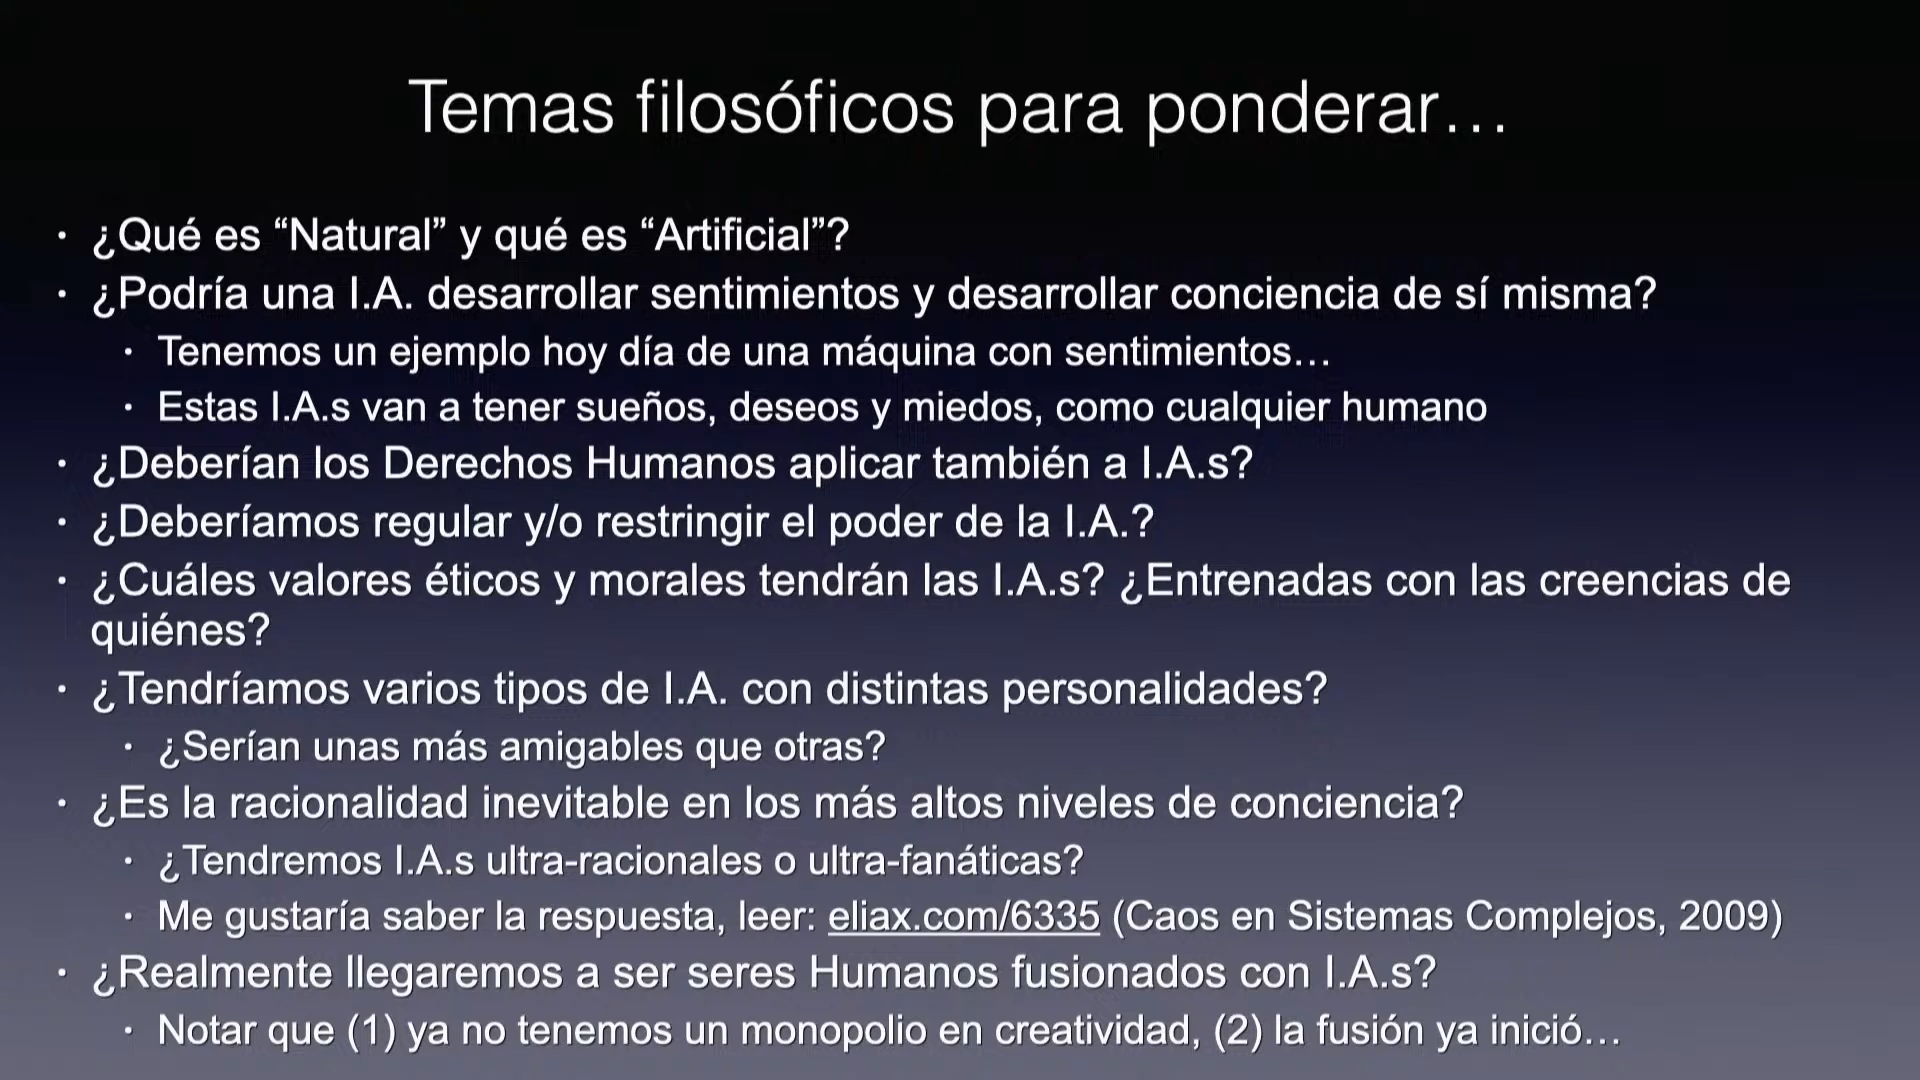 Temas filosóficos para ponderar…
· ¿Qué es “Natural” y qué es “Artificial”?
· ¿Podría una I.A. desarrollar sentimientos y desarrollar conciencia de sí misma?
· Tenemos un ejemplo hoy día de una máquina con sentimientos…
· Estas I.A.s van a tener sueños, deseos y miedos, como cualquier humano
· ¿Deberían los Derechos Humanos aplicar también a I.A.s?
· ¿Deberíamos regular y/o restringir el poder de la I.A.?
· ¿Cuáles valores éticos y morales tendrán las I.A.s? ¿Entrenadas con las creencias de
quiénes?
· ¿Tendríamos varios tipos de I.A. con distintas personalidades?
· ¿Serían unas más amigables que otras?
· ¿Es la racionalidad inevitable en los más altos niveles de conciencia?
· ¿Tendremos I.A.s ultra-racionales o ultra-fanáticas?
· Me gustaría saber la respuesta, leer: eliax.com/6335 (Caos en Sistemas Complejos, 2009)
· ¿Realmente llegaremos a ser seres Humanos fusionados con I.A.s?
· Notar que (1) ya no tenemos un monopolio en creatividad, (2) la fusión ya inició…